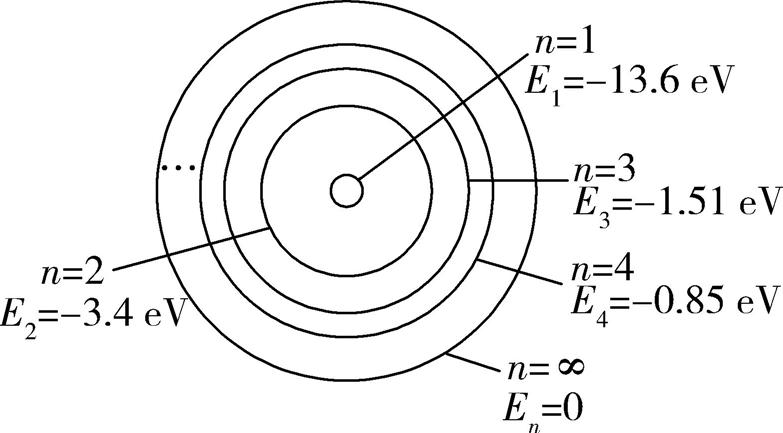 n=1
E₁=−13.6 eV
···
n=3
E₃=−1.51 eV
n=2
E₂=−3.4 eV
n=4
E₄=−0.85 eV
n=∞
Eₙ=0